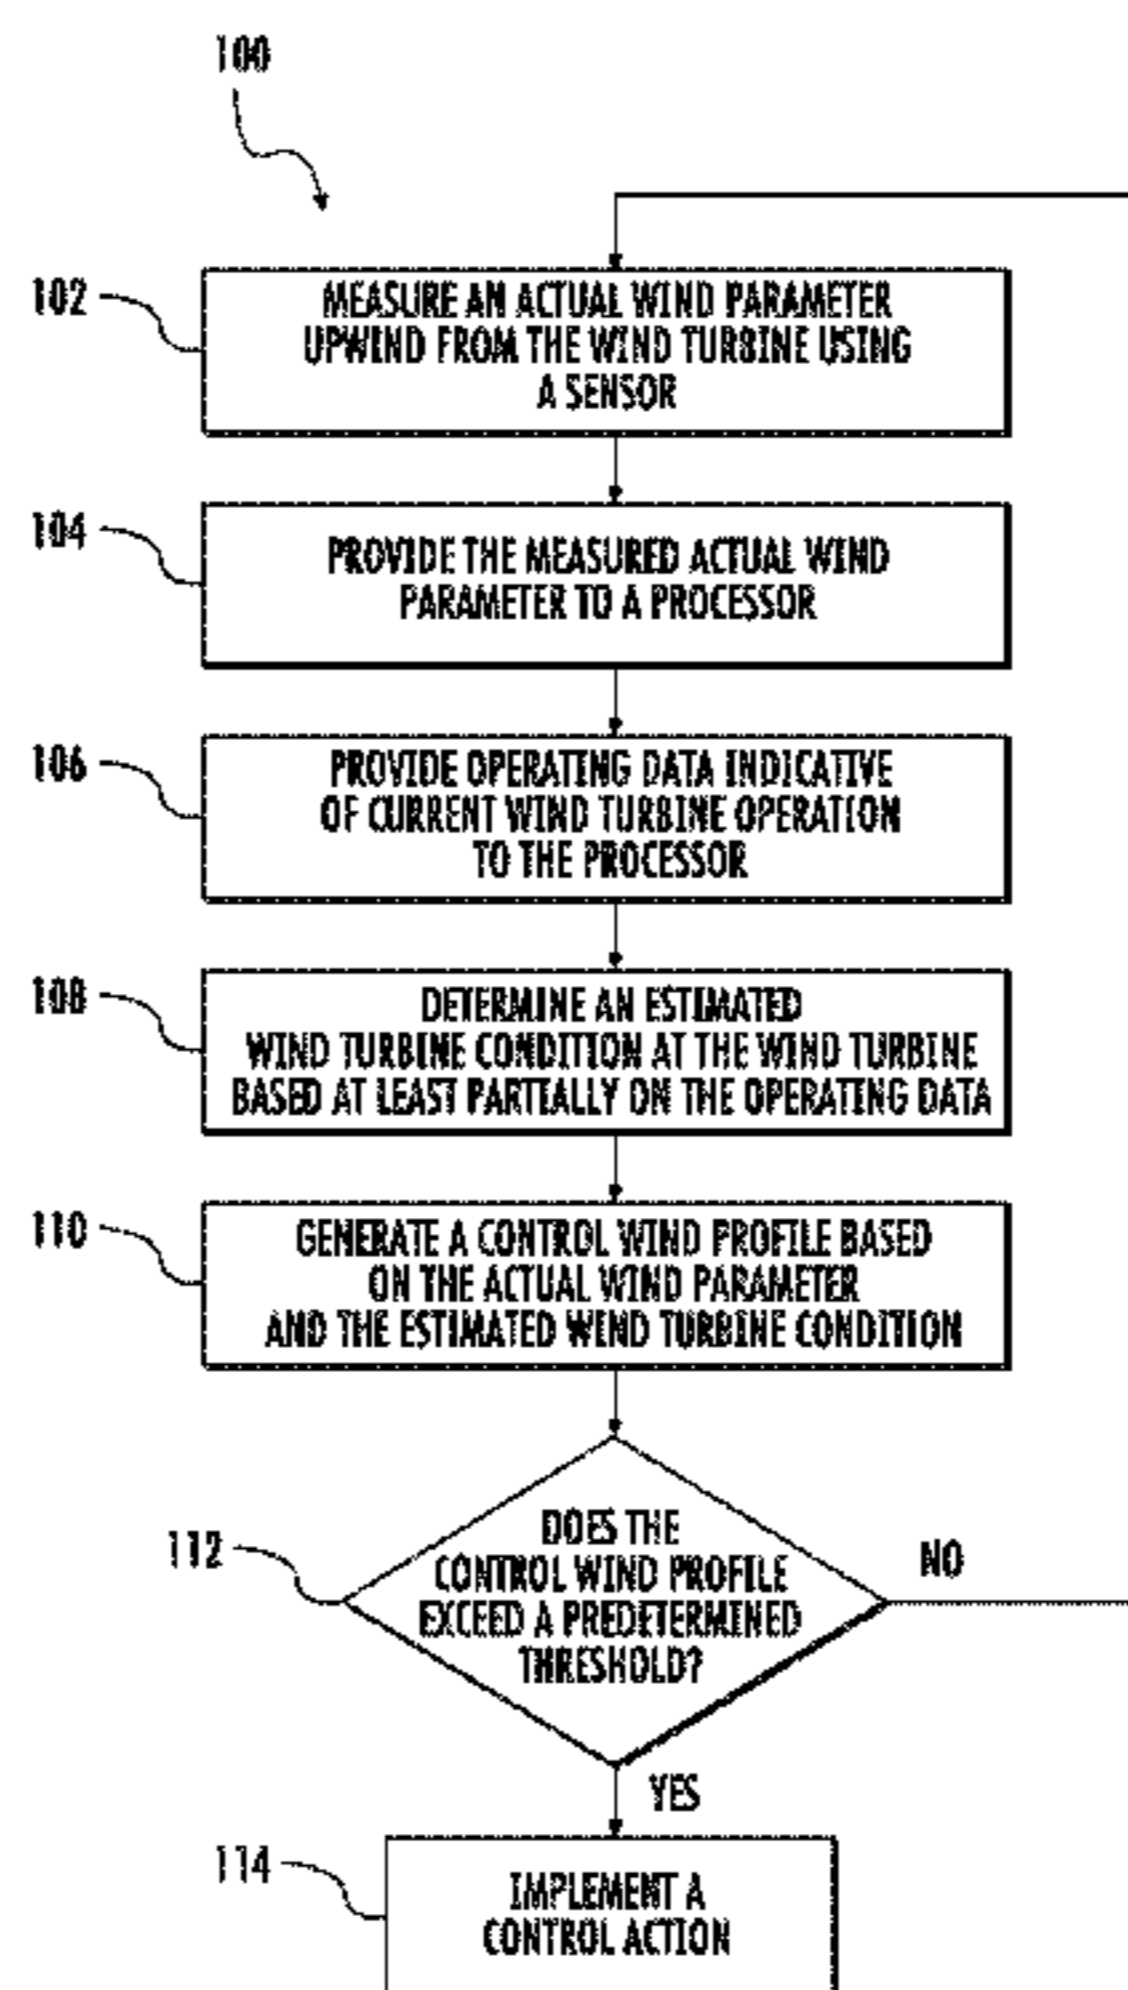 100
102
MEASURE AN ACTUAL WIND PARAMETER
UPWIND FROM THE WIND TURBINE USING
A SENSOR
104
PROVIDE THE MEASURED ACTUAL WIND
PARAMETER TO A PROCESSOR
106
PROVIDE OPERATING DATA INDICATIVE
OF CURRENT WIND TURBINE OPERATION
TO THE PROCESSOR
108
DETERMINE AN ESTIMATED
WIND TURBINE CONDITION AT THE WIND TURBINE
BASED AT LEAST PARTIALLY ON THE OPERATING DATA
110
GENERATE A CONTROL WIND PROFILE BASED
ON THE ACTUAL WIND PARAMETER
AND THE ESTIMATED WIND TURBINE CONDITION
112
DOES THE
CONTROL WIND PROFILE
EXCEED A PREDETERMINED
THRESHOLD?
NO
YES
114
IMPLEMENT A
CONTROL ACTION